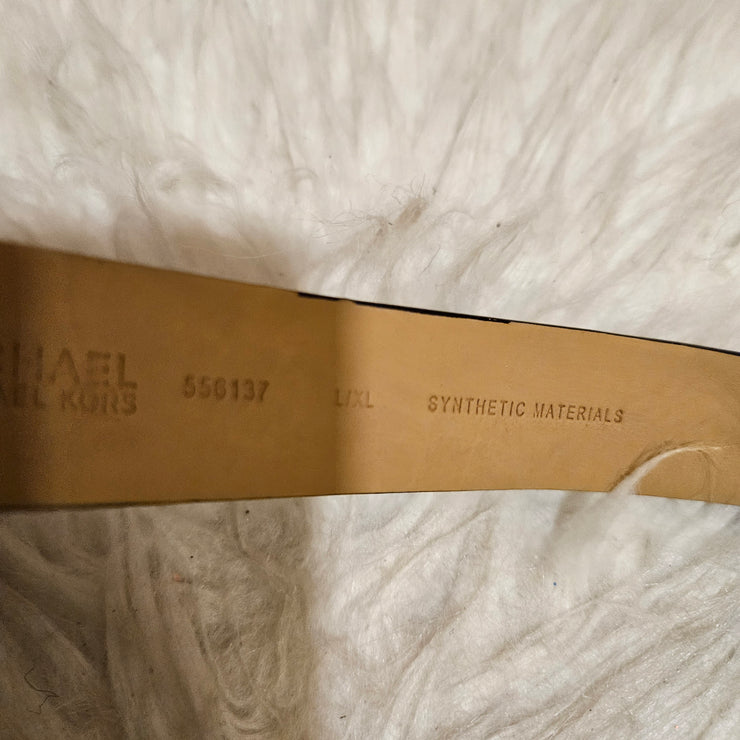 CHAEL
AEL KORS
556137
L/XL
SYNTHETIC MATERIALS